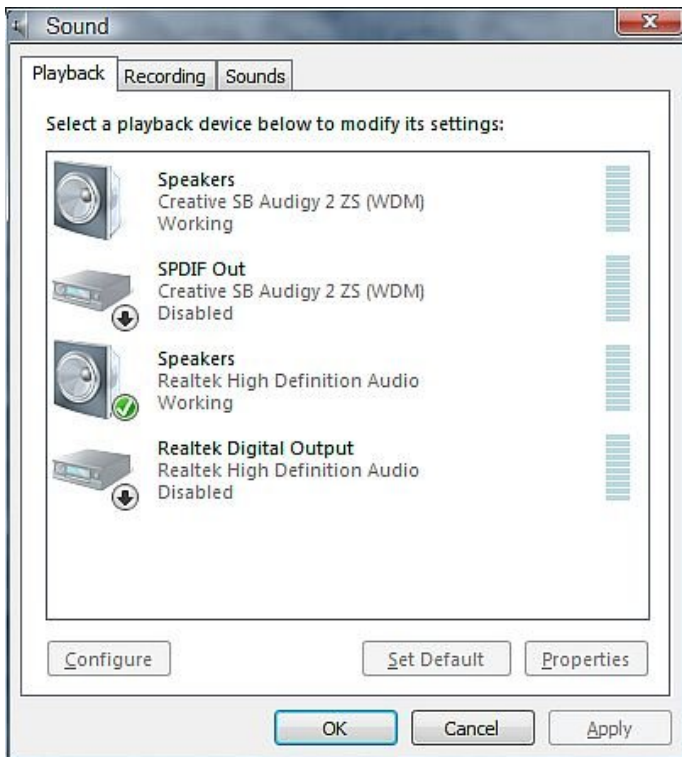 Sound
Playback Recording Sounds
Select a playback device below to modify its settings:
Speakers
Creative SB Audigy 2 ZS (WDM)
Working
SPDIF Out
Creative SB Audigy 2 ZS (WDM)
Disabled
Speakers
Realtek High Definition Audio
Working
Realtek Digital Output
Realtek High Definition Audio
Disabled
Configure Set Default Properties
OK Cancel Apply